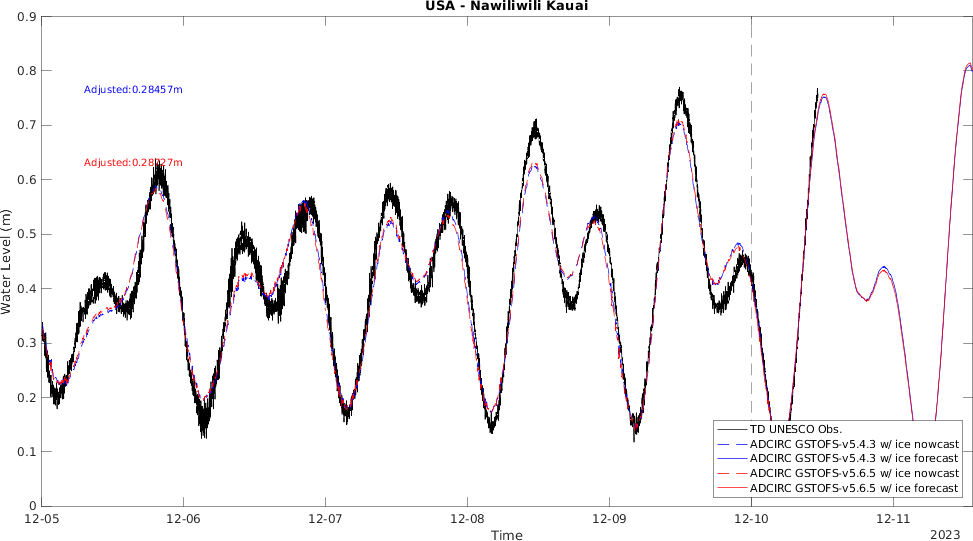 USA - Nawiliwili Kauai
0.9
0.8
Adjusted:0.28457m
0.7
0.6
0.5
Water Level (m)
0.4
0.3
0.2
0.1
0
TD UNESCO Obs.
ADCIRC GSTOFS-v5.4.3 w/ ice nowcast
ADCIRC GSTOFS-v5.4.3 w/ ice forecast
ADCIRC GSTOFS-v5.6.5 w/ ice nowcast
ADCIRC GSTOFS-v5.6.5 w/ ice forecast
12-05
12-06
12-07
12-08
12-09
12-10
12-11
Time
2023